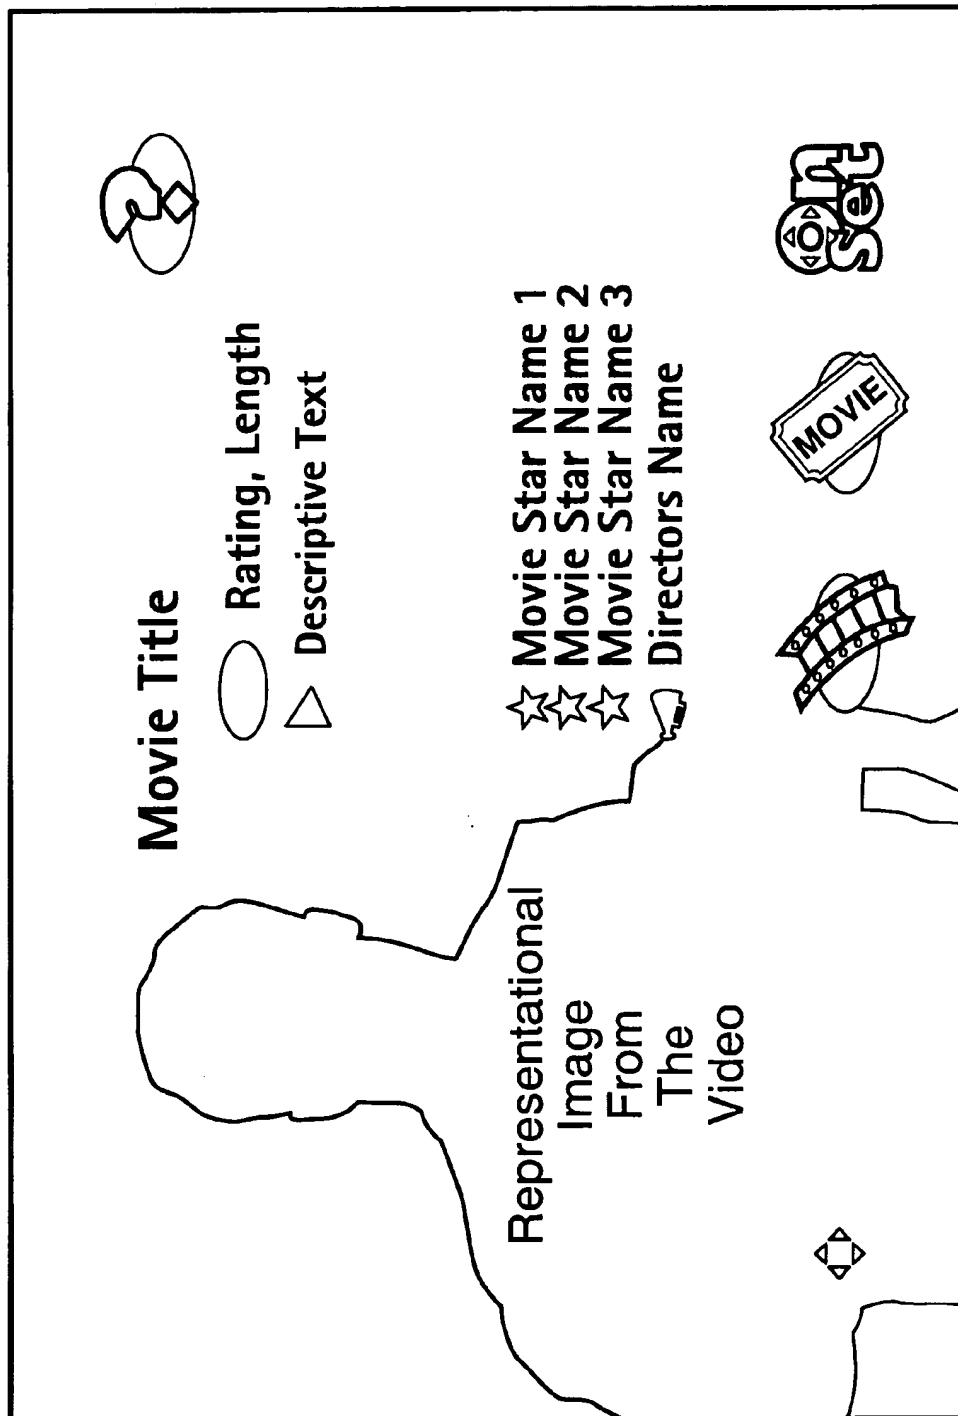 Movie Title
Rating, Length
Descriptive Text
Movie Star Name 1
Movie Star Name 2
Movie Star Name 3
Directors Name
Representational
Image
From
The
Video
MOVIE
on
set
?